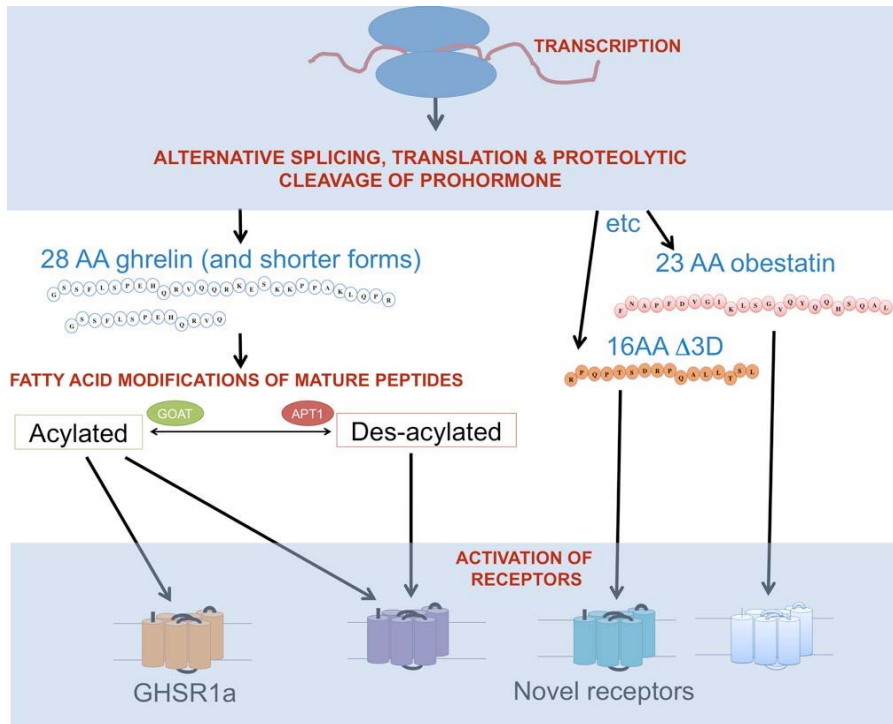 TRANSCRIPTION
ALTERNATIVE SPLICING, TRANSLATION & PROTEOLYTIC
CLEAVAGE OF PROHORMONE
etc
28 AA ghrelin (and shorter forms)
G S S F L S P E H Q R V Q Q R K E S K K P P A K L Q P R
G S S F L S P E H Q R V Q
23 AA obestatin
F N A P F D V G I K L S G V Q Y Q Q H S Q A L
16AA Δ3D
R P Q P T S D R P Q A L L T S L
FATTY ACID MODIFICATIONS OF MATURE PEPTIDES
GOAT
APT1
Acylated
Des-acylated
ACTIVATION OF
RECEPTORS
GHSR1a
Novel receptors